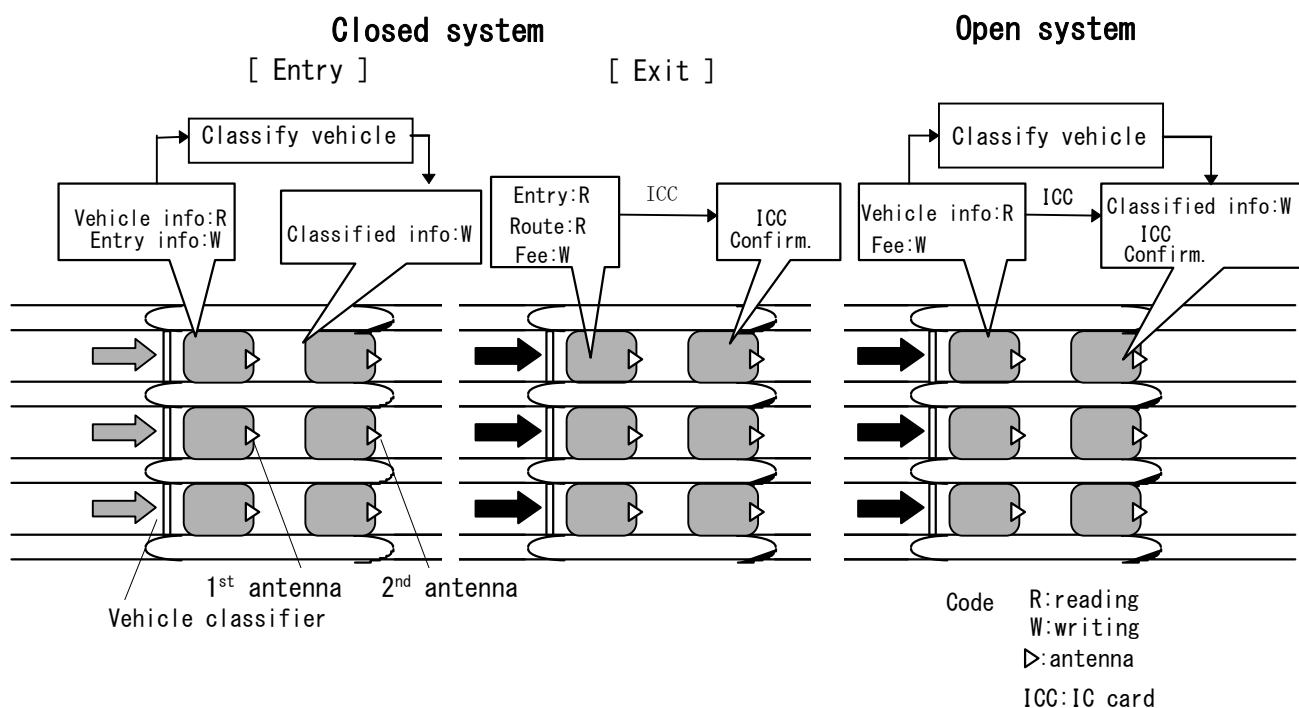 Closed system
[ Entry ]
Classify vehicle
Vehicle info:R
Entry info:W
Classified info:W
[ Exit ]
Entry:R
Route:R
Fee:W
ICC
ICC
Confirm.
Open system
Classify vehicle
Vehicle info:R
Fee:W
ICC
Classified info:W
ICC
Confirm.
1st antenna
2nd antenna
Vehicle classifier
Code
R:reading
W:writing
▷:antenna
ICC:IC card